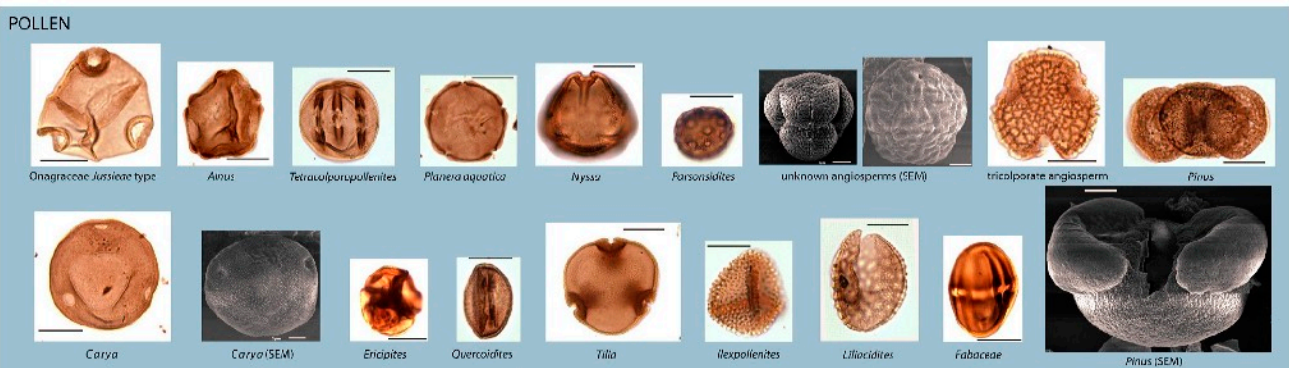 POLLEN
Onagraceae Jussieae type
Alnus
Tetracolporopollenites
Planera aquatica
Nyssa
Parsonsidites
unknown angiosperms (SEM)
tricolporate angiosperm
Pinus
Carya
Carya (SEM)
Ericipites
Quercoidites
Tilia
Ilexpollenites
Liliacidites
Fabaceae
Pinus (SEM)